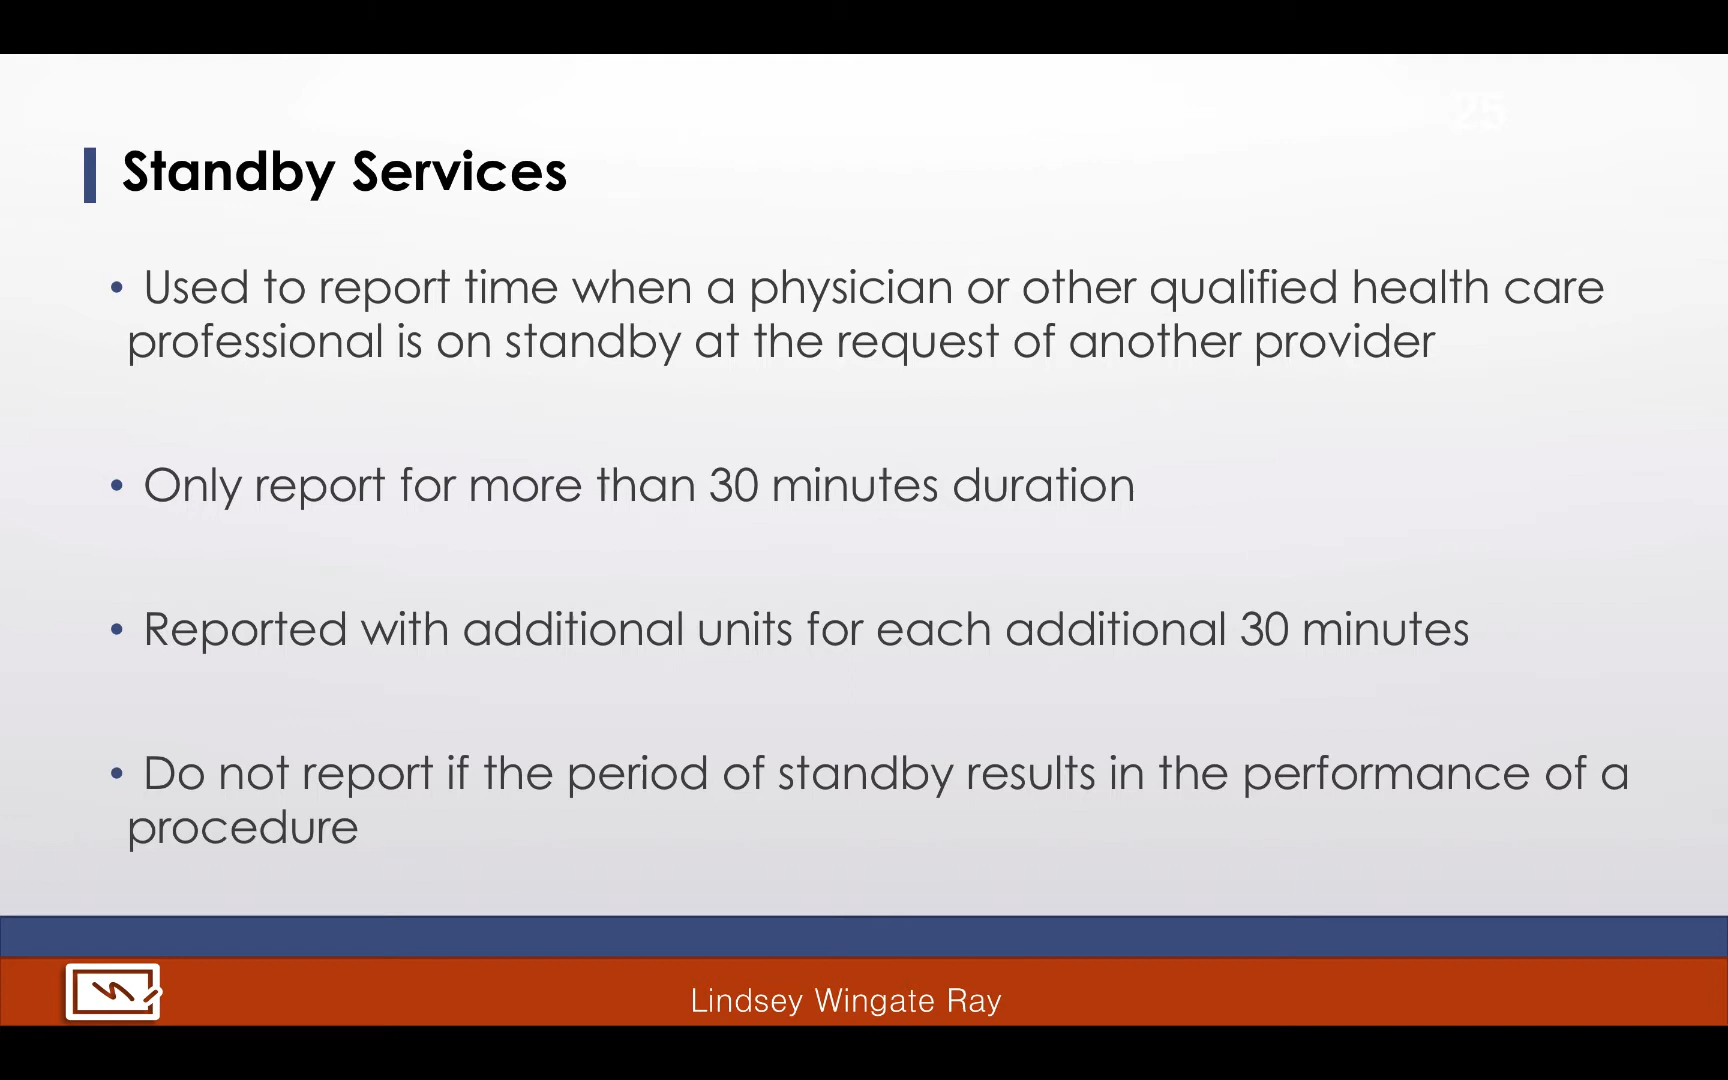 25
Standby Services
• Used to report time when a physician or other qualified health care
professional is on standby at the request of another provider
• Only report for more than 30 minutes duration
• Reported with additional units for each additional 30 minutes
• Do not report if the period of standby results in the performance of a
procedure
Lindsey Wingate Ray